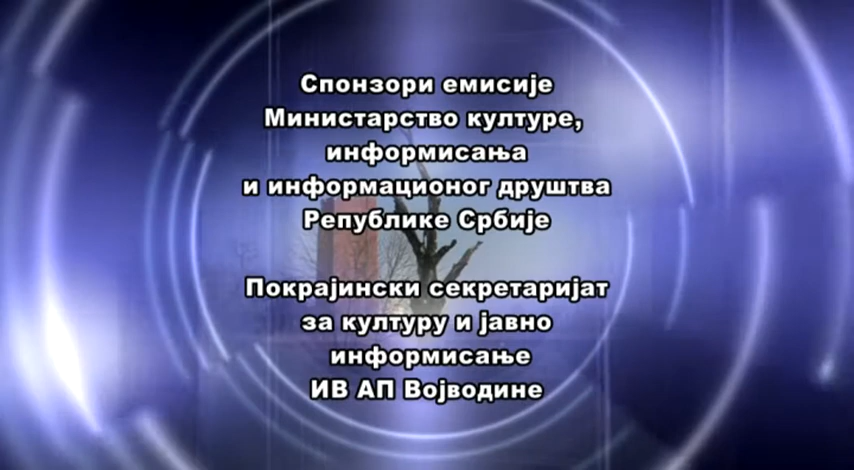 Спонзори емисије
Министарство културе,
информисања
и информационог друштва
Републике Србије
Покрајински секретаријат
за културу и јавно
информисање
ИВ АП Војводине